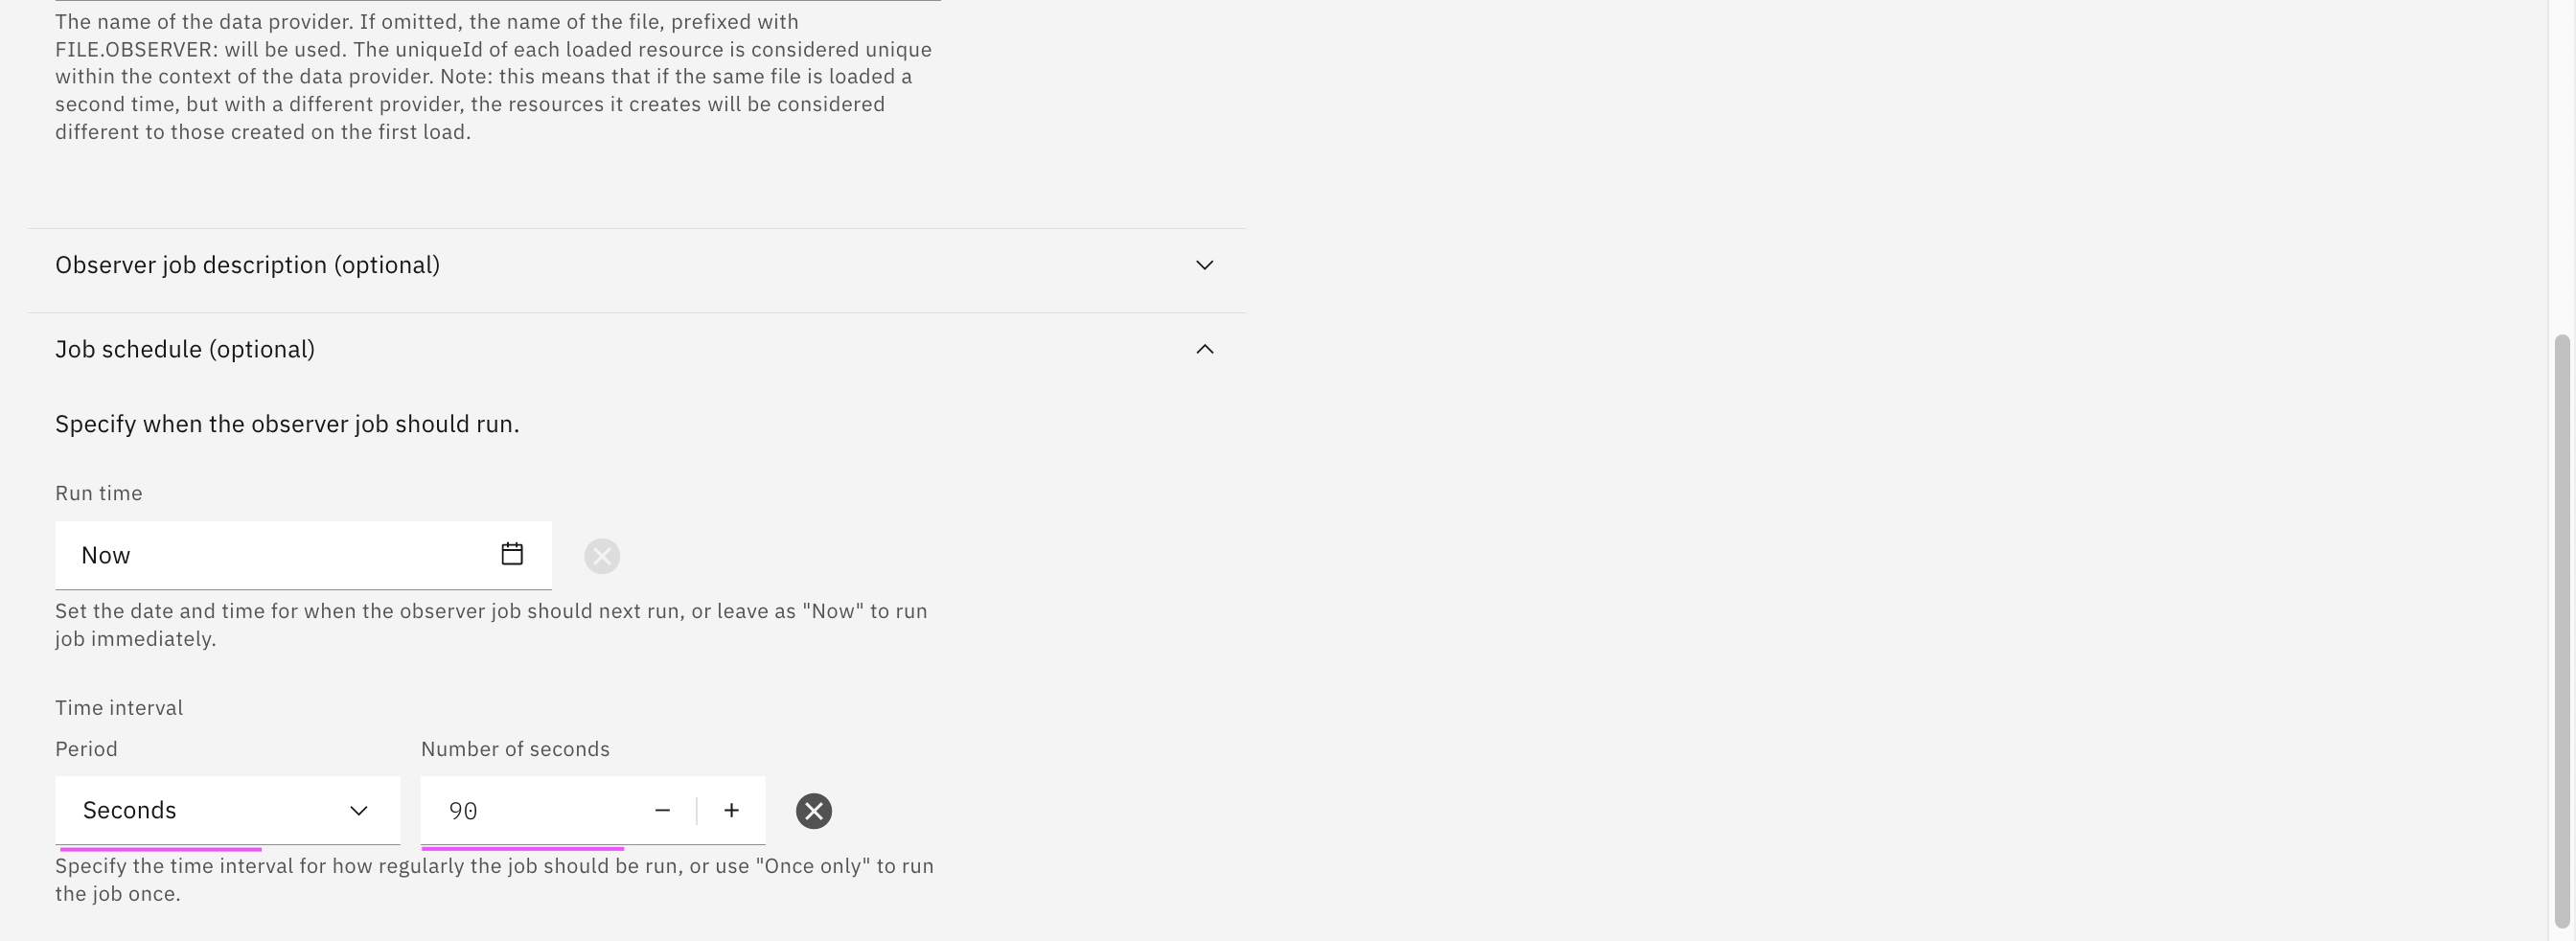 The name of the data provider. If omitted, the name of the file, prefixed with
FILE.OBSERVER: will be used. The uniqueId of each loaded resource is considered unique
within the context of the data provider. Note: this means that if the same file is loaded a
second time, but with a different provider, the resources it creates will be considered
different to those created on the first load.
Observer job description (optional)
Job schedule (optional)
Specify when the observer job should run.
Run time
Now
Set the date and time for when the observer job should next run, or leave as "Now" to run
job immediately.
Time interval
Period Number of seconds
Seconds 90
Specify the time interval for how regularly the job should be run, or use "Once only" to run
the job once.